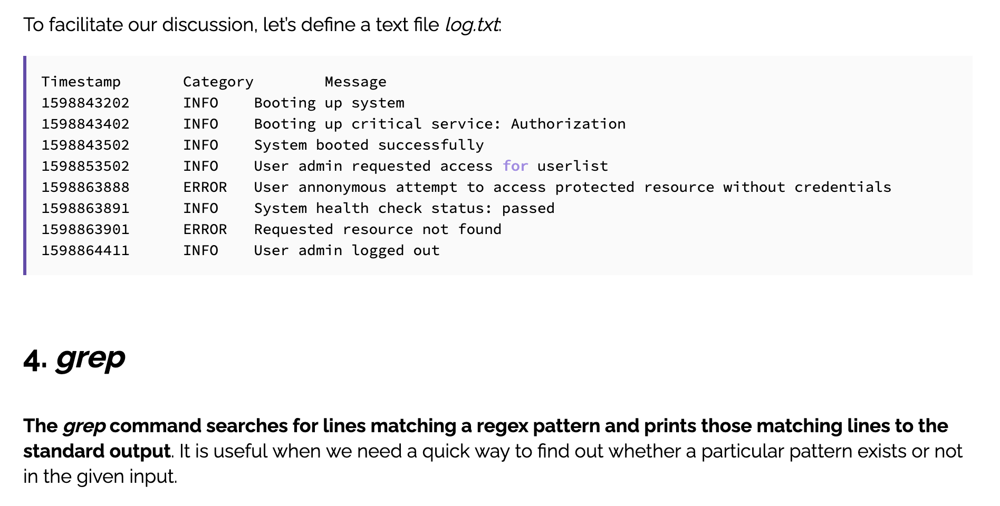 To facilitate our discussion, let's define a text file log.txt:
Timestamp       Category        Message
1598843202      INFO    Booting up system
1598843402      INFO    Booting up critical service: Authorization
1598843502      INFO    System booted successfully
1598853502      INFO    User admin requested access for userlist
1598863888      ERROR   User annonymous attempt to access protected resource without credentials
1598863891      INFO    System health check status: passed
1598863901      ERROR   Requested resource not found
1598864411      INFO    User admin logged out
4. grep
The grep command searches for lines matching a regex pattern and prints those matching lines to the
standard output. It is useful when we need a quick way to find out whether a particular pattern exists or not
in the given input.